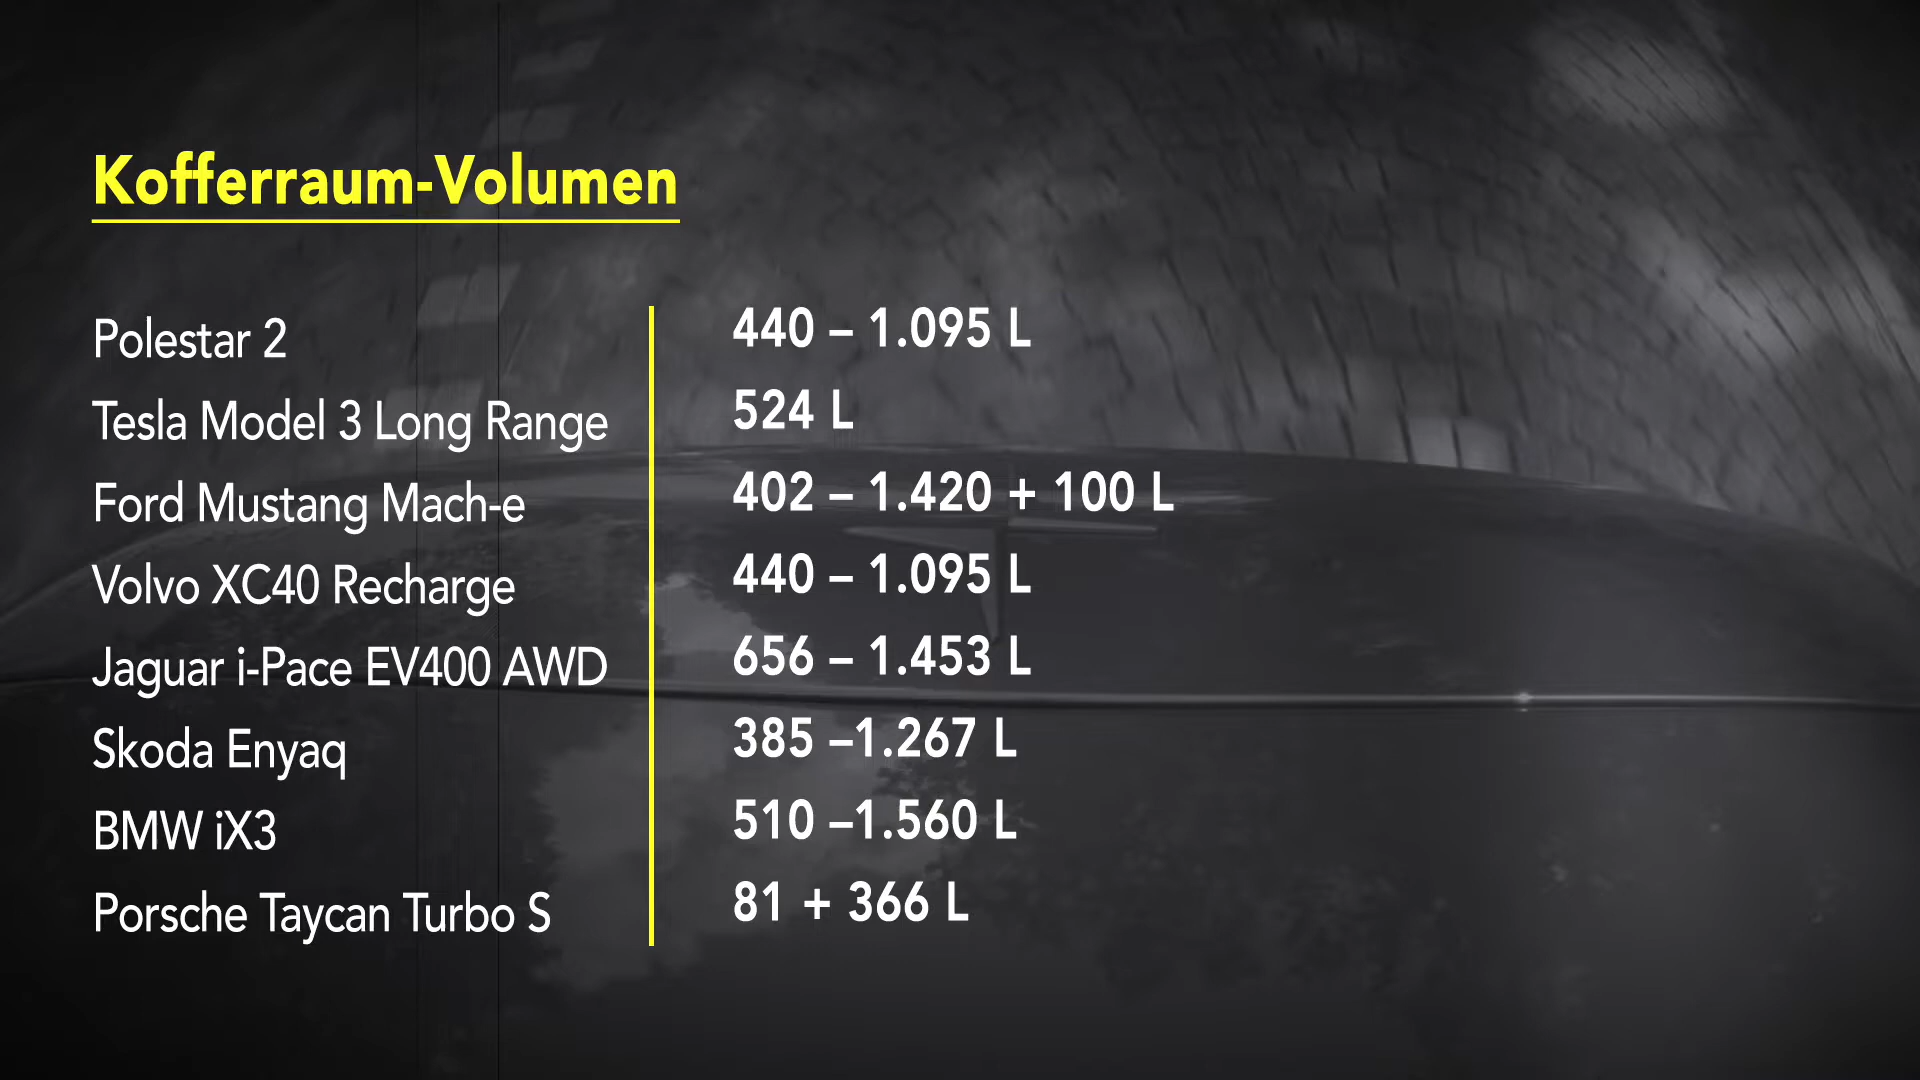 Kofferraum-Volumen
Polestar 2 440 – 1.095 L
Tesla Model 3 Long Range 524 L
Ford Mustang Mach-e 402 – 1.420 + 100 L
Volvo XC40 Recharge 440 – 1.095 L
Jaguar i-Pace EV400 AWD 656 – 1.453 L
Skoda Enyaq 385 –1.267 L
BMW iX3 510 –1.560 L
Porsche Taycan Turbo S 81 + 366 L